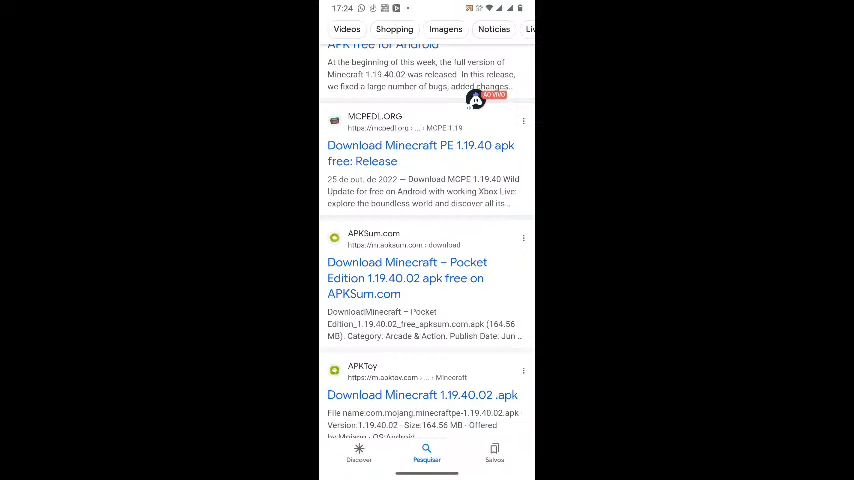 17:24
Videos Shopping Imagens Notícias
APK free for Android
At the beginning of this week, the full version of
Minecraft 1.19.40.02 was released. In this release,
we fixed a large number of bugs, added changes...
AO VIVO
MCPEDL.ORG
https://mcpedl.org › ... › MCPE 1.19
Download Minecraft PE 1.19.40 apk
free: Release
25 de out. de 2022 — Download MCPE 1.19.40 Wild
Update for free on Android with working Xbox Live:
explore the boundless world and discover all its...
APKSum.com
https://m.apksum.com › download
Download Minecraft – Pocket
Edition 1.19.40.02 apk free on
APKSum.com
DownloadMinecraft – Pocket
Edition_1.19.40.02_free_apksum.com.apk (164.56
MB). Category: Arcade & Action. Publish Date: Jun ...
APKToy
https://m.apktoy.com › ... › Minecraft
Download Minecraft 1.19.40.02 .apk
File name:com.mojang.minecraftpe-1.19.40.02.apk
Version:1.19.40.02 · Size:164.56 MB · Offered
by:Mojang · OS:Android
Discover Pesquisar Salvos